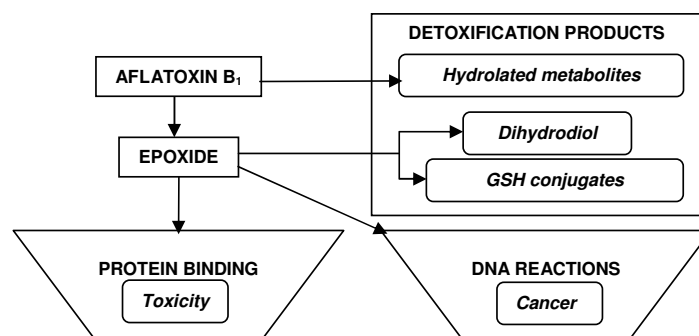 DETOXIFICATION PRODUCTS
AFLATOXIN B₁
Hydrolated metabolites
Dihydrodiol
EPOXIDE
GSH conjugates
PROTEIN BINDING
Toxicity
DNA REACTIONS
Cancer